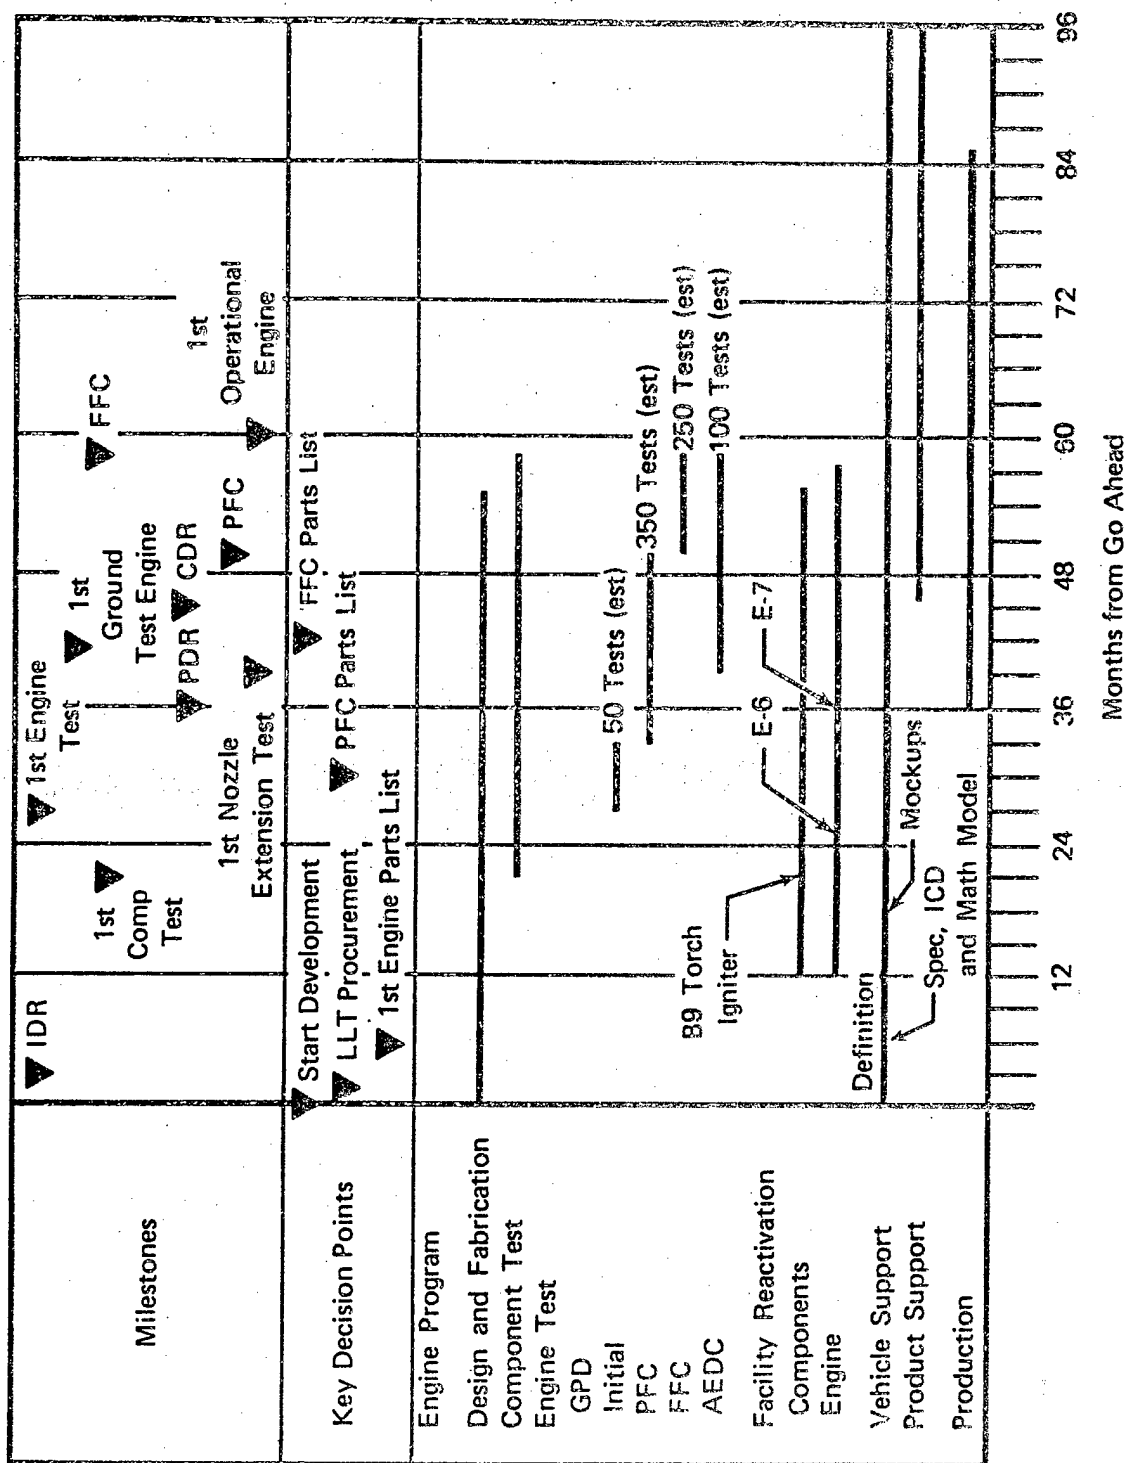 Milestones
IDR
1st
Comp
Test
1st Engine
Test
1st
Ground
Test Engine
FFC
PDR
CDR
1st Nozzle
Extension Test
PFC
1st
Operational
Engine
Key Decision Points
Start Development
FFC Parts List
LLT Procurement
PFC Parts List
1st Engine Parts List
Engine Program
Design and Fabrication
Component Test
Engine Test
GPD
Initial
50 Tests (est)
PFC
350 Tests (est)
FFC
250 Tests (est)
AEDC
100 Tests (est)
Facility Reactivation
B9 Torch
Igniter
E-6
E-7
Components
Engine
Definition
Vehicle Support
Mockups
Product Support
Spec, ICD
and Math Model
Production
12
24
36
48
60
72
84
96
Months from Go Ahead